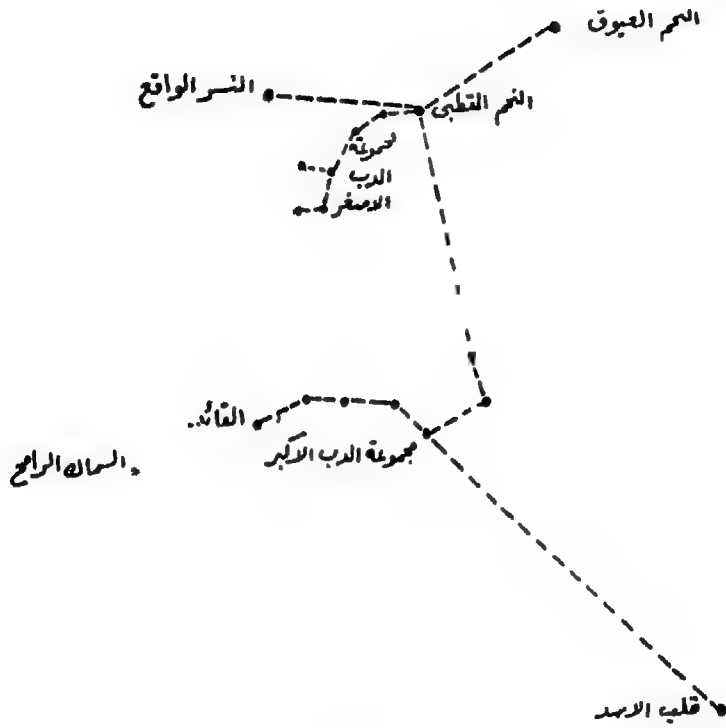 النجم العيوق
النسر الواقع
النجم القطبي
مجموعة
الدب
الاصغر
القائد..
مجموعة الدب الاكبر
السماك الرامح
قلب الاسد